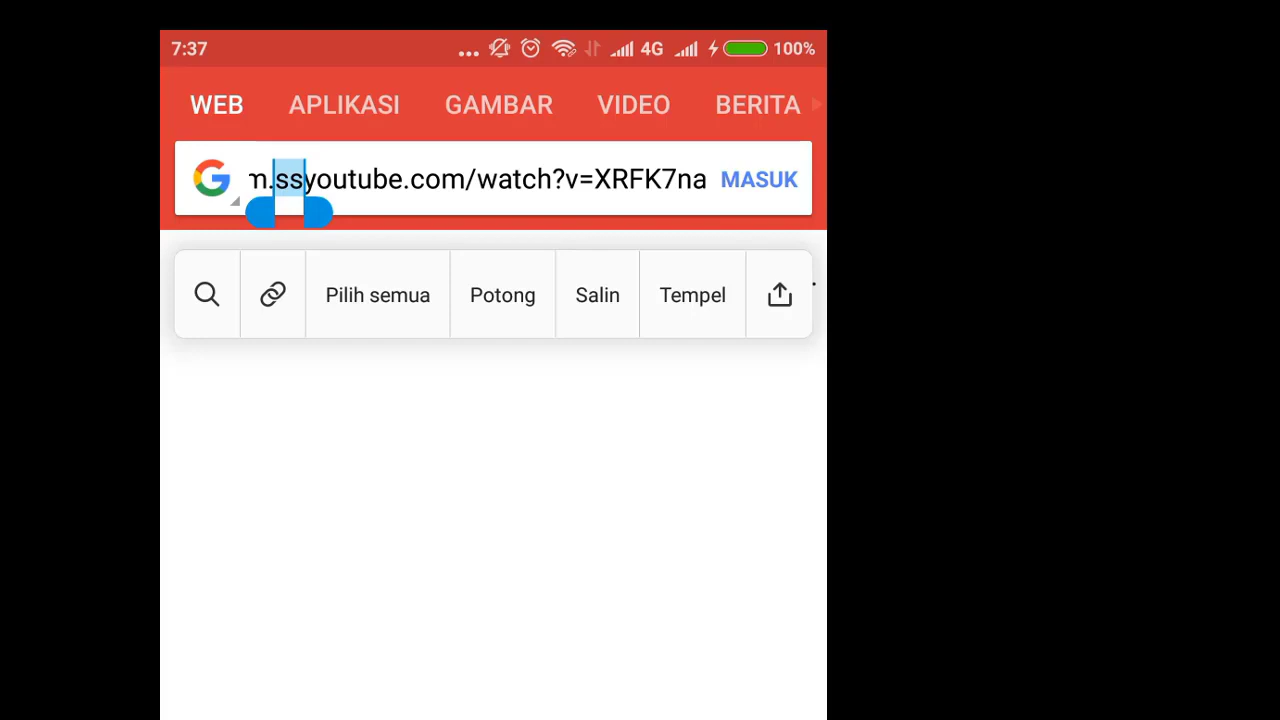 7:37 ... 4G 100%
WEB APLIKASI GAMBAR VIDEO BERITA
m.ssyoutube.com/watch?v=XRFK7na MASUK
Pilih semua Potong Salin Tempel